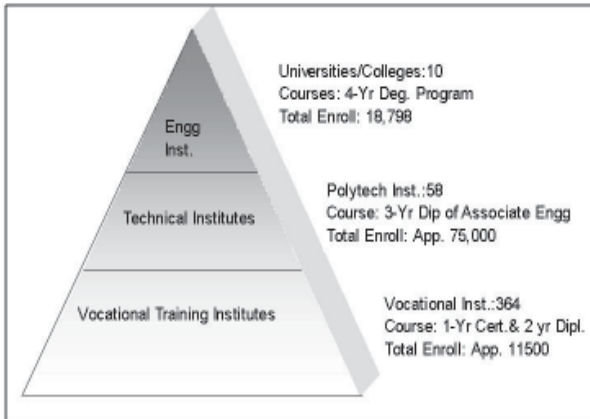 Universities/Colleges:10
Courses: 4-Yr Deg. Program
Total Enroll: 18,798
Engg
Inst.
Polytech Inst.:58
Course: 3-Yr Dip of Associate Engg
Total Enroll: App. 75,000
Technical Institutes
Vocational Inst.:364
Course: 1-Yr Cert.& 2 yr Dipl.
Total Enroll: App. 11500
Vocational Training Institutes